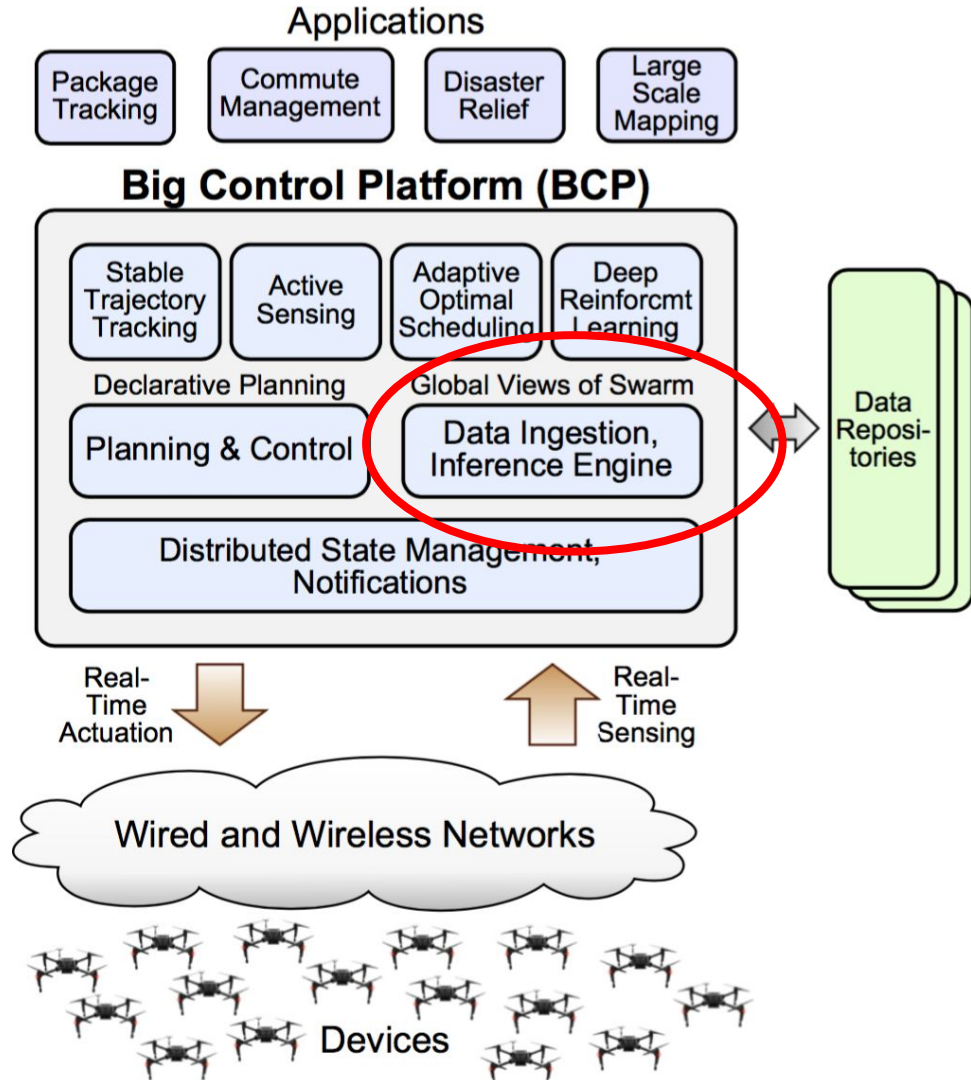 Applications
Package
Tracking
Commute
Management
Disaster
Relief
Large
Scale
Mapping
Big Control Platform (BCP)
Stable
Trajectory
Tracking
Active
Sensing
Adaptive
Optimal
Scheduling
Deep
Reinforcmt
Learning
Declarative Planning
Global Views of Swarm
Planning & Control
Data Ingestion,
Inference Engine
Distributed State Management,
Notifications
Data
Reposi-
tories
Real-
Time
Actuation
Real-
Time
Sensing
Wired and Wireless Networks
Devices